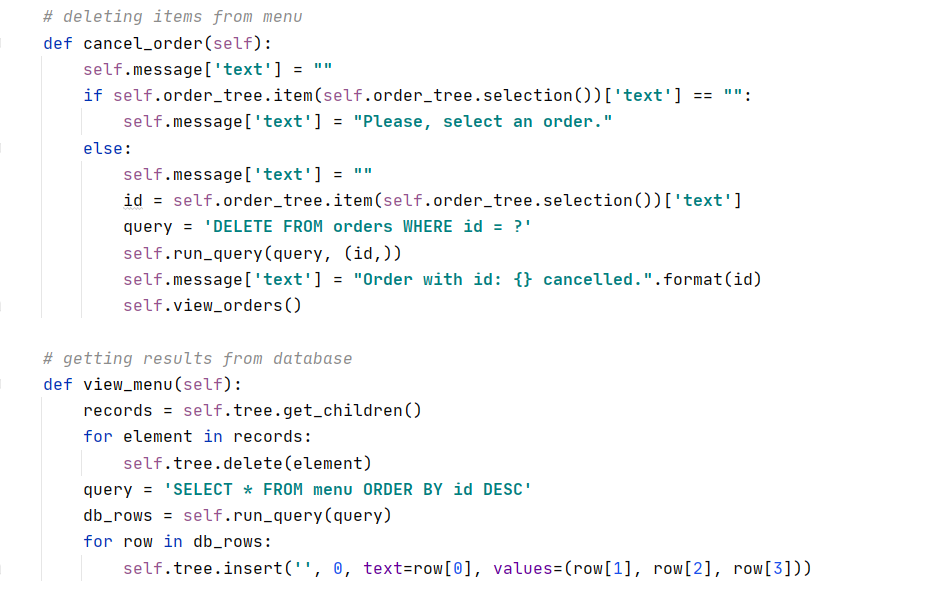 # deleting items from menu
def cancel_order(self):
    self.message['text'] = ""
    if self.order_tree.item(self.order_tree.selection())['text'] == "":
        self.message['text'] = "Please, select an order."
    else:
        self.message['text'] = ""
        id = self.order_tree.item(self.order_tree.selection())['text']
        query = 'DELETE FROM orders WHERE id = ?'
        self.run_query(query, (id,))
        self.message['text'] = "Order with id: {} cancelled.".format(id)
        self.view_orders()

# getting results from database
def view_menu(self):
    records = self.tree.get_children()
    for element in records:
        self.tree.delete(element)
    query = 'SELECT * FROM menu ORDER BY id DESC'
    db_rows = self.run_query(query)
    for row in db_rows:
        self.tree.insert('', 0, text=row[0], values=(row[1], row[2], row[3]))